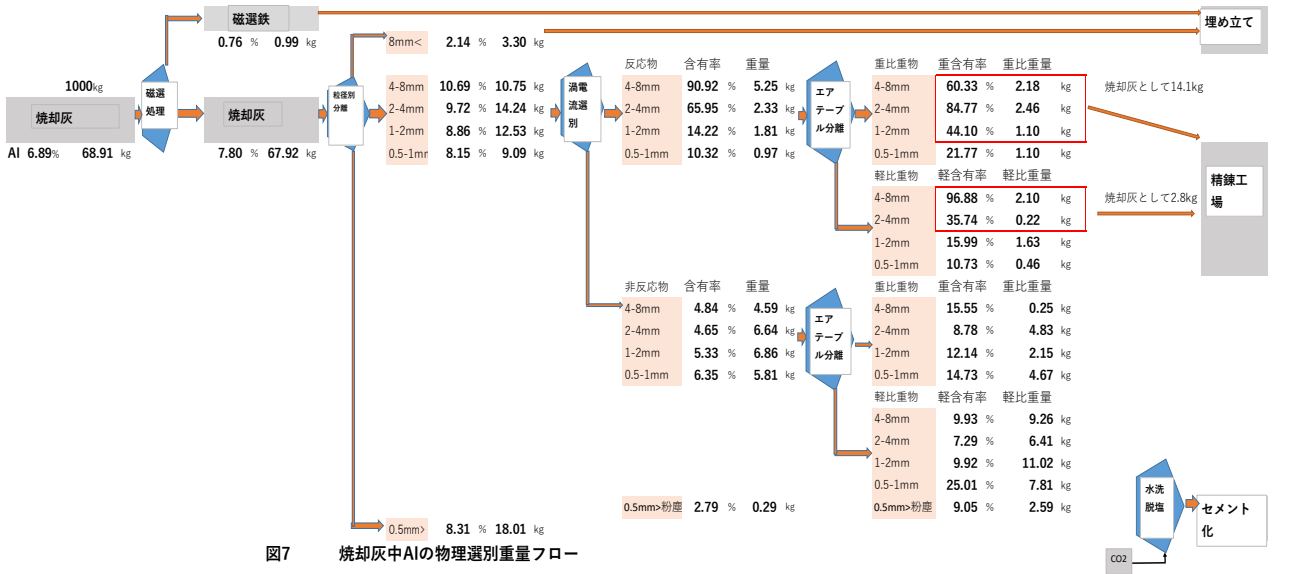 磁選鉄
0.76 % 0.99 kg
埋め立て
8mm< 2.14 % 3.30 kg
1000kg
焼却灰
Al 6.89% 68.91 kg
磁選
処理
焼却灰
7.80 % 67.92 kg
粒径別
分離
4-8mm 10.69 % 10.75 kg
2-4mm 9.72 % 14.24 kg
1-2mm 8.86 % 12.53 kg
0.5-1mm 8.15 % 9.09 kg
渦電
流選
別
反応物 含有率 重量
4-8mm 90.92 % 5.25 kg
2-4mm 65.95 % 2.33 kg
1-2mm 14.22 % 1.81 kg
0.5-1mm 10.32 % 0.97 kg
エア
テーブ
ル分離
重比重物 重含有率 重比重量
4-8mm 60.33 % 2.18 kg
2-4mm 84.77 % 2.46 kg
1-2mm 44.10 % 1.10 kg
0.5-1mm 21.77 % 1.10 kg
焼却灰として14.1kg
軽比重物 軽含有率 軽比重量
4-8mm 96.88 % 2.10 kg
2-4mm 35.74 % 0.22 kg
1-2mm 15.99 % 1.63 kg
0.5-1mm 10.73 % 0.46 kg
焼却灰として2.8kg
精錬工
場
非反応物 含有率 重量
4-8mm 4.84 % 4.59 kg
2-4mm 4.65 % 6.64 kg
1-2mm 5.33 % 6.86 kg
0.5-1mm 6.35 % 5.81 kg
エア
テーブ
ル分離
重比重物 重含有率 重比重量
4-8mm 15.55 % 0.25 kg
2-4mm 8.78 % 4.83 kg
1-2mm 12.14 % 2.15 kg
0.5-1mm 14.73 % 4.67 kg
軽比重物 軽含有率 軽比重量
4-8mm 9.93 % 9.26 kg
2-4mm 7.29 % 6.41 kg
1-2mm 9.92 % 11.02 kg
0.5-1mm 25.01 % 7.81 kg
0.5mm>粉塵 2.79 % 0.29 kg
0.5mm>粉塵 9.05 % 2.59 kg
0.5mm> 8.31 % 18.01 kg
水洗
脱塩
セメント
化
CO2
図7 焼却灰中Alの物理選別重量フロー